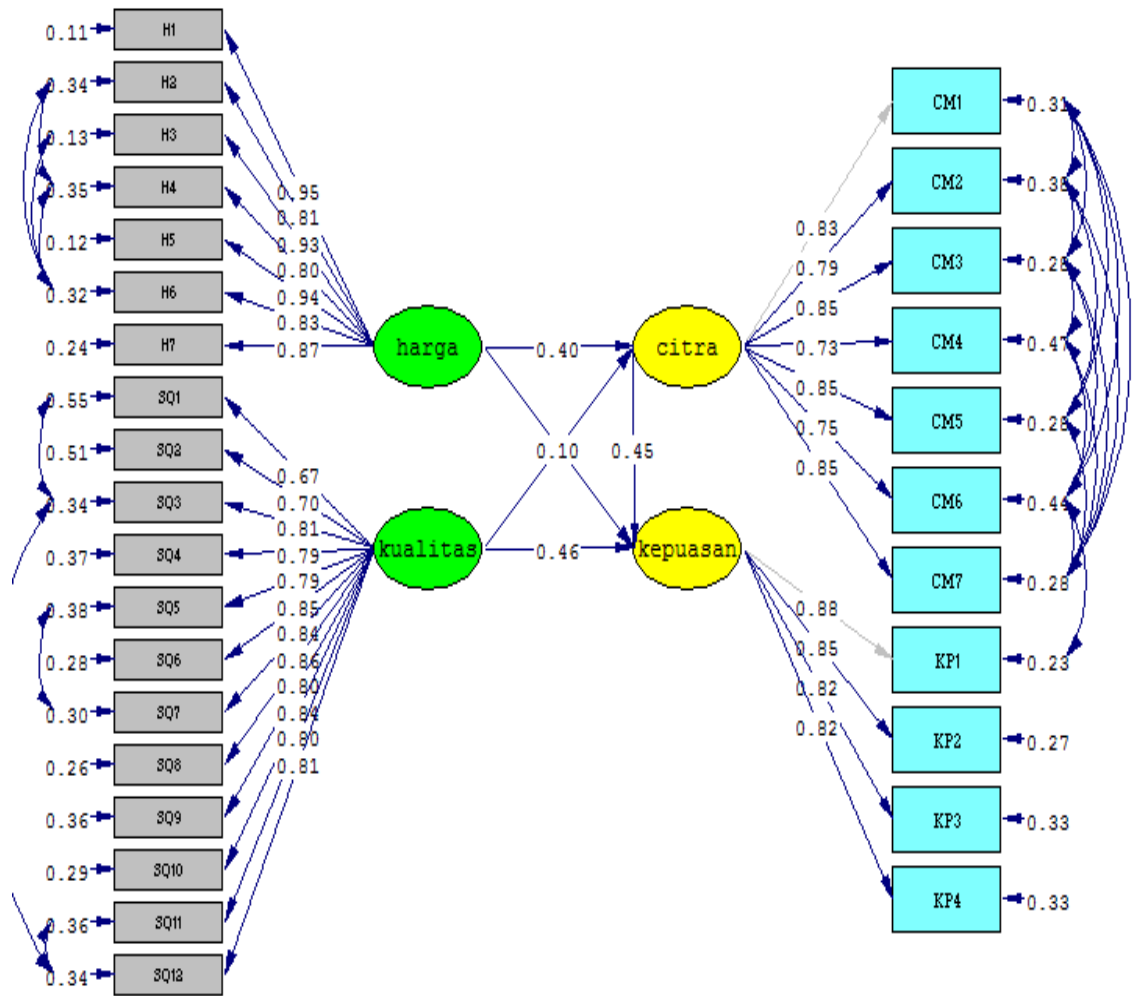 0.11 H1
0.34 H2
0.13 H3
0.35 H4
0.12 H5
0.32 H6
0.24 H7
0.55 SQ1
0.51 SQ2
0.34 SQ3
0.37 SQ4
0.38 SQ5
0.28 SQ6
0.30 SQ7
0.26 SQ8
0.36 SQ9
0.29 SQ10
0.36 SQ11
0.34 SQ12
0.95
0.81
0.93
0.80
0.94
0.83
0.87
0.67
0.70
0.81
0.79
0.79
0.85
0.84
0.86
0.80
0.84
0.80
0.81
harga
kualitas
0.40
0.10
0.45
0.46
citra
kepuasan
0.83
0.79
0.85
0.73
0.85
0.75
0.85
0.88
0.85
0.82
0.82
CM1 0.31
CM2 0.38
CM3 0.28
CM4 0.47
CM5 0.28
CM6 0.44
CM7 0.28
KP1 0.23
KP2 0.27
KP3 0.33
KP4 0.33